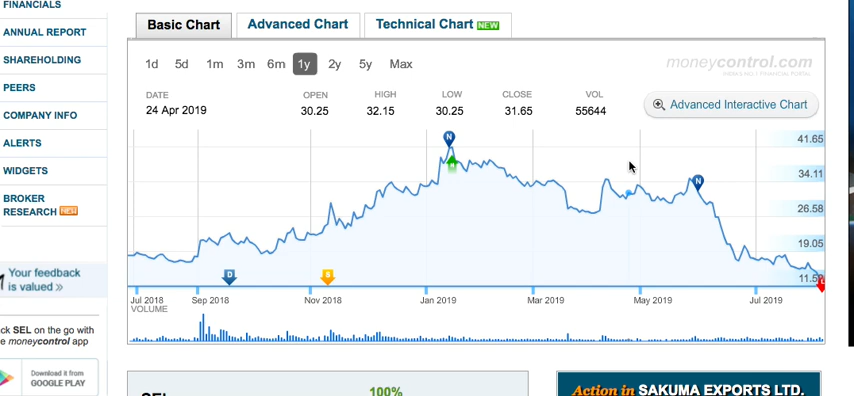 FINANCIALS
ANNUAL REPORT
SHAREHOLDING
PEERS
COMPANY INFO
ALERTS
WIDGETS
BROKER
RESEARCH NEW
Your feedback
is valued »
ck SEL on the go with
e moneycontrol app
Download it from
GOOGLE PLAY
Basic Chart
Advanced Chart
Technical Chart NEW
1d 5d 1m 3m 6m 1y 2y 5y Max
moneycontrol.com
INDIA'S NO.1 FINANCIAL PORTAL
DATE OPEN HIGH LOW CLOSE VOL
24 Apr 2019 30.25 32.15 30.25 31.65 55644
Advanced Interactive Chart
41.65
34.11
26.58
19.05
11.52
N
N
D
S
Jul 2018 Sep 2018 Nov 2018 Jan 2019 Mar 2019 May 2019 Jul 2019
VOLUME
SEL
100%
Action in SAKUMA EXPORTS LTD.